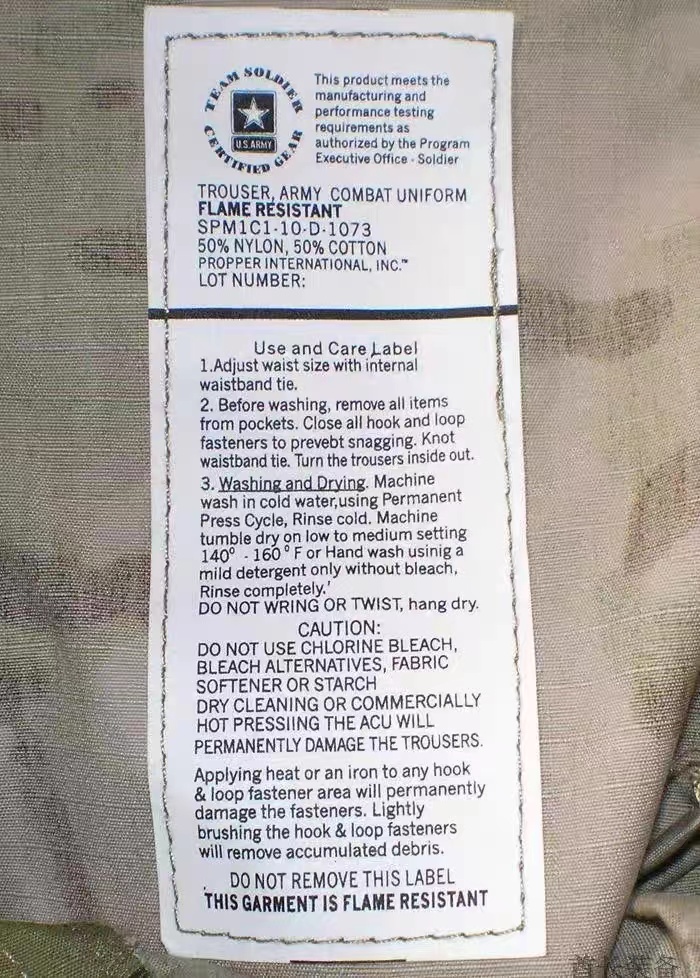 TEAM SOLDIER
U.S. ARMY
CERTIFIED GEAR
This product meets the
manufacturing and
performance testing
requirements as
authorized by the Program
Executive Office - Soldier
TROUSER, ARMY COMBAT UNIFORM
FLAME RESISTANT
SPM1C1-10-D-1073
50% NYLON, 50% COTTON
PROPPER INTERNATIONAL, INC.™
LOT NUMBER:
Use and Care Label
1.Adjust waist size with internal
waistband tie.
2. Before washing, remove all items
from pockets. Close all hook and loop
fasteners to prevebt snagging. Knot
waistband tie. Turn the trousers inside out.
3. Washing and Drying. Machine
wash in cold water,using Permanent
Press Cycle, Rinse cold. Machine
tumble dry on low to medium setting
140° - 160° F or Hand wash usinig a
mild detergent only without bleach,
Rinse completely.'
DO NOT WRING OR TWIST, hang dry.
CAUTION:
DO NOT USE CHLORINE BLEACH,
BLEACH ALTERNATIVES, FABRIC
SOFTENER OR STARCH
DRY CLEANING OR COMMERCIALLY
HOT PRESSIING THE ACU WILL
PERMANENTLY DAMAGE THE TROUSERS.
Applying heat or an iron to any hook
& loop fastener area will permanently
damage the fasteners. Lightly
brushing the hook & loop fasteners
will remove accumulated debris.
DO NOT REMOVE THIS LABEL
THIS GARMENT IS FLAME RESISTANT